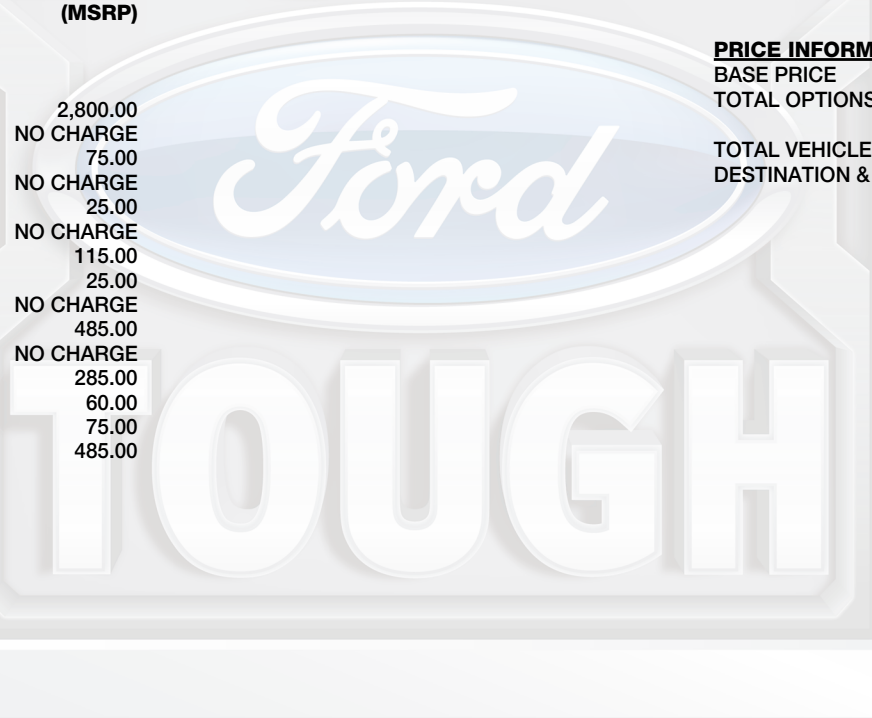 (MSRP)
2,800.00
NO CHARGE
75.00
NO CHARGE
25.00
NO CHARGE
115.00
25.00
NO CHARGE
485.00
NO CHARGE
285.00
60.00
75.00
485.00
PRICE INFORM
BASE PRICE
TOTAL OPTIONS
TOTAL VEHICLE
DESTINATION &
Ford
TOUGH